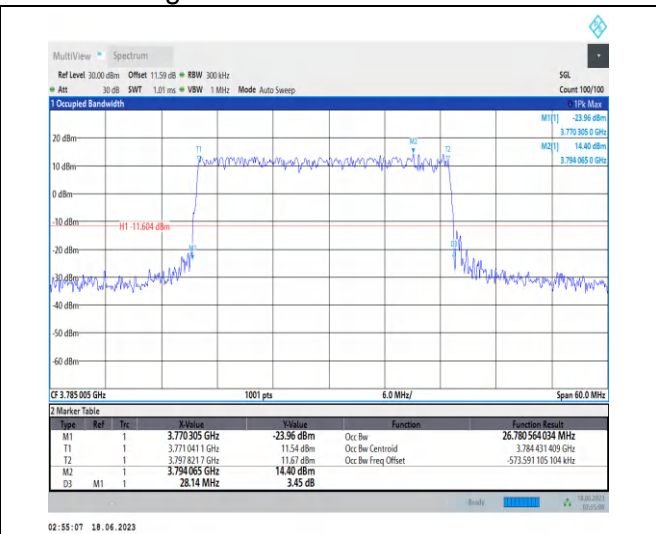 MultiView Spectrum
Ref Level 30.00 dBm Offset 11.59 dB RBW 300 kHz SGL
Att 30 dB SWT 1.01 ms VBW 1 MHz Mode Auto Sweep Count 100/100
1 Occupied Bandwidth 1Pk Max
M1[1] -23.96 dBm
3.770 305 0 GHz
M2[1] 14.40 dBm
3.794 065 0 GHz
20 dBm
M2
T1 T2
10 dBm
0 dBm
-10 dBm
H1 -11.604 dBm
-20 dBm
M1 D3
-30 dBm
-40 dBm
-50 dBm
-60 dBm
CF 3.785 005 GHz 1001 pts 6.0 MHz/ Span 60.0 MHz
2 Marker Table
Type Ref Trc X-Value Y-Value Function Function Result
M1 1 3.770 305 GHz -23.96 dBm Occ Bw 26.780 564 034 MHz
T1 1 3.771 041 1 GHz 11.54 dBm Occ Bw Centroid 3.784 431 409 GHz
T2 1 3.797 821 7 GHz 11.67 dBm Occ Bw Freq Offset -573.591 105 104 kHz
M2 1 3.794 065 GHz 14.40 dBm
D3 M1 1 28.14 MHz 3.45 dB
Ready 18.06.2023
02:55:07 18.06.2023